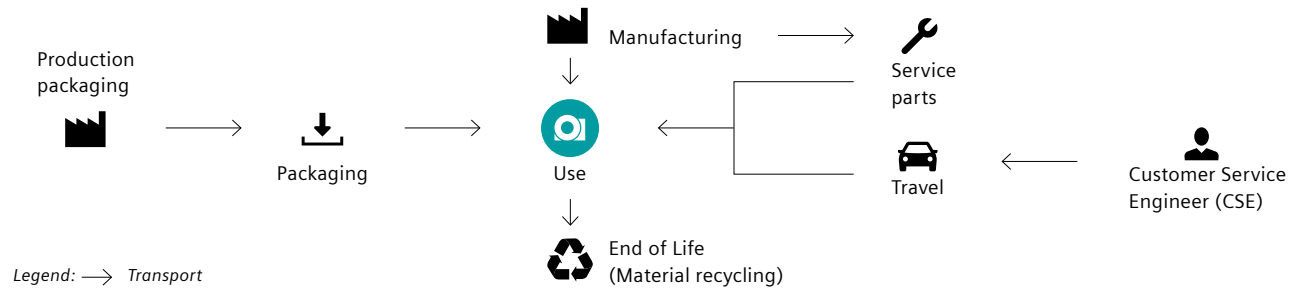 Manufacturing
Production
packaging
Service
parts
Packaging
Use
Travel
Customer Service
Engineer (CSE)
End of Life
(Material recycling)
Legend: Transport